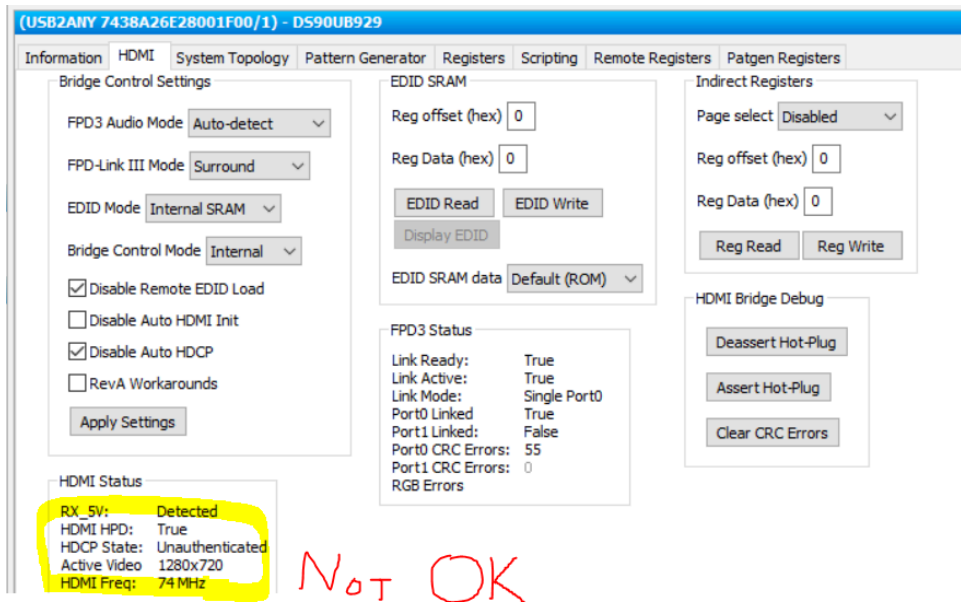 (USB2ANY 7438A26E28001F00/1) - DS90UB929
Information HDMI System Topology Pattern Generator Registers Scripting Remote Registers Patgen Registers
Bridge Control Settings
FPD3 Audio Mode Auto-detect
FPD-Link III Mode Surround
EDID Mode Internal SRAM
Bridge Control Mode Internal
Disable Remote EDID Load
Disable Auto HDMI Init
Disable Auto HDCP
RevA Workarounds
Apply Settings
HDMI Status
RX_5V: Detected
HDMI HPD: True
HDCP State: Unauthenticated
Active Video 1280x720
HDMI Freq: 74 MHz
NOT OK
EDID SRAM
Reg offset (hex) 0
Reg Data (hex) 0
EDID Read EDID Write
Display EDID
EDID SRAM data Default (ROM)
FPD3 Status
Link Ready: True
Link Active: True
Link Mode: Single Port0
Port0 Linked True
Port1 Linked: False
Port0 CRC Errors: 55
Port1 CRC Errors: 0
RGB Errors
Indirect Registers
Page select Disabled
Reg offset (hex) 0
Reg Data (hex) 0
Reg Read Reg Write
HDMI Bridge Debug
Deassert Hot-Plug
Assert Hot-Plug
Clear CRC Errors